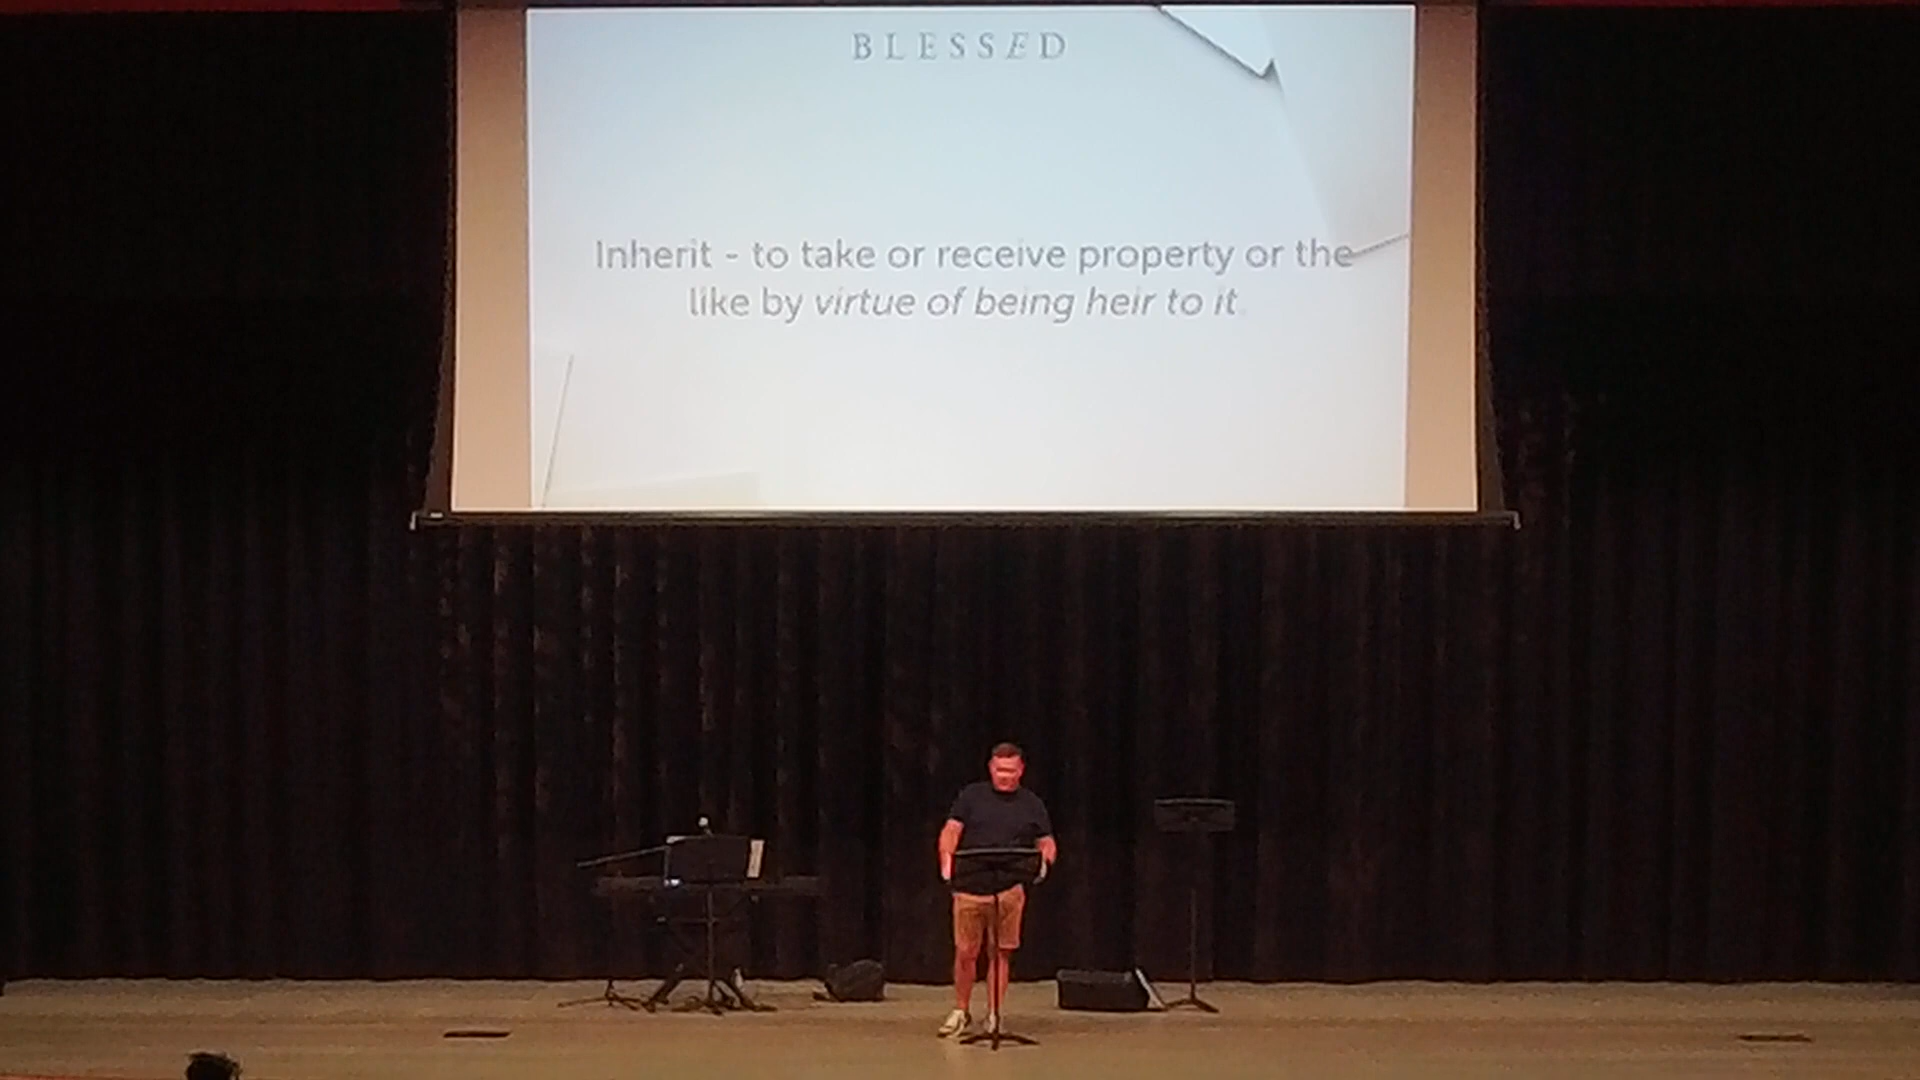 BLESSED
Inherit - to take or receive property or the
like by virtue of being heir to it.